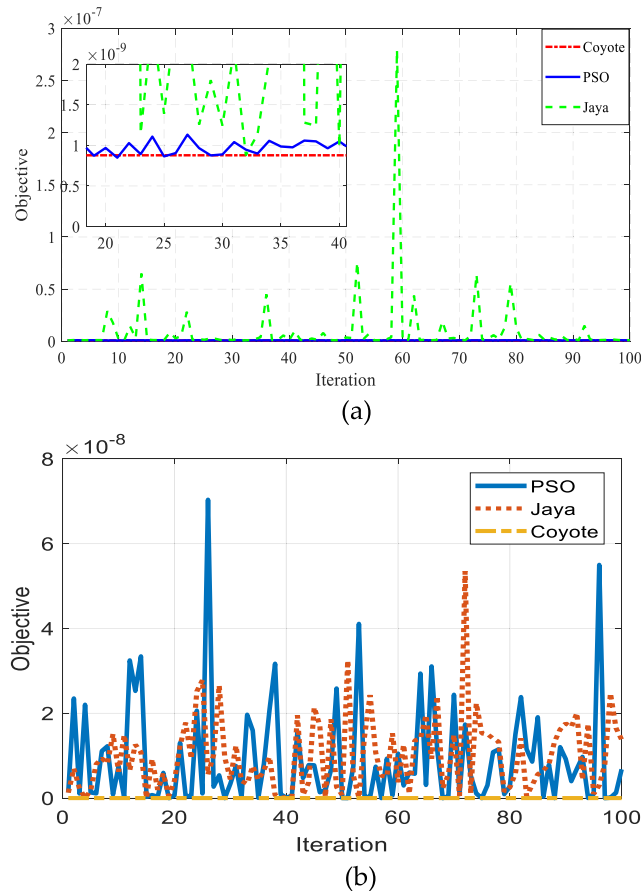 ×10^-7
3
2.5
2
1.5
1
0.5
0
Objective
×10^-9
2
1.5
1
0.5
0
20 25 30 35 40
Coyote
PSO
Jaya
0 10 20 30 40 50 60 70 80 90 100
Iteration
(a)
×10^-8
8
6
4
2
0
Objective
PSO
Jaya
Coyote
0 20 40 60 80 100
Iteration
(b)